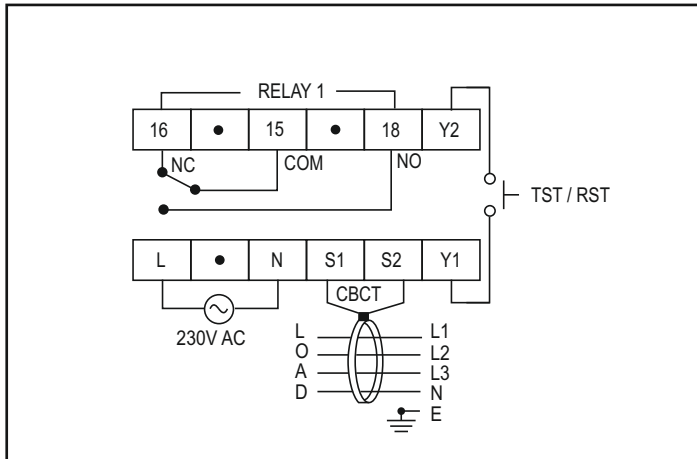 RELAY 1
16 • 15 • 18 Y2
NC COM NO
TST / RST
L • N S1 S2 Y1
CBCT
230V AC
L L1
O L2
A L3
D N
E